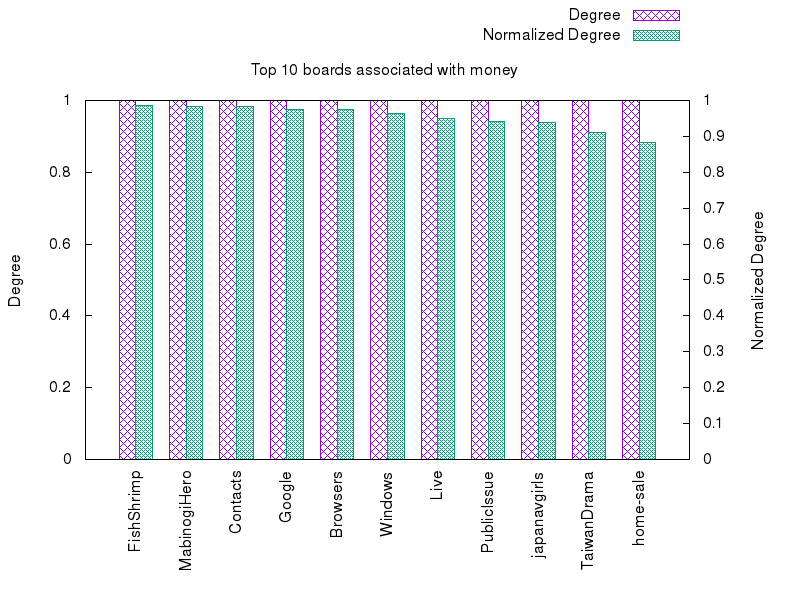 Degree
Normalized Degree
Top 10 boards associated with money
1
0.8
0.6
0.4
0.2
0
1
0.9
0.8
0.7
0.6
0.5
0.4
0.3
0.2
0.1
0
Degree
Normalized Degree
FishShrimp
MabinogiHero
Contacts
Google
Browsers
Windows
Live
PublicIssue
japanavgirls
TaiwanDrama
home-sale